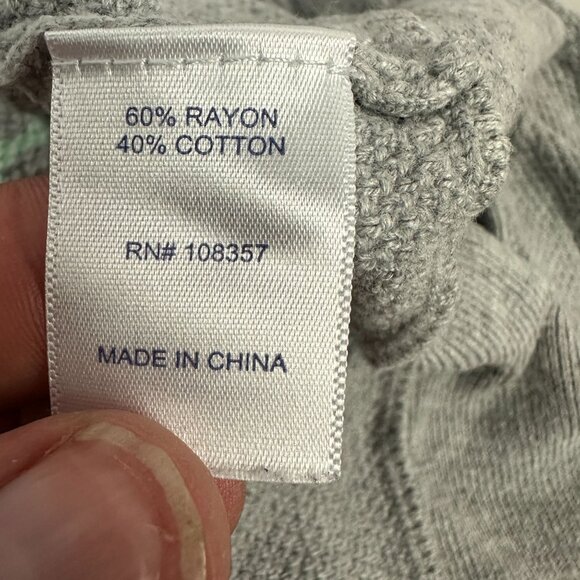 60% RAYON
40% COTTON
RN# 108357
MADE IN CHINA